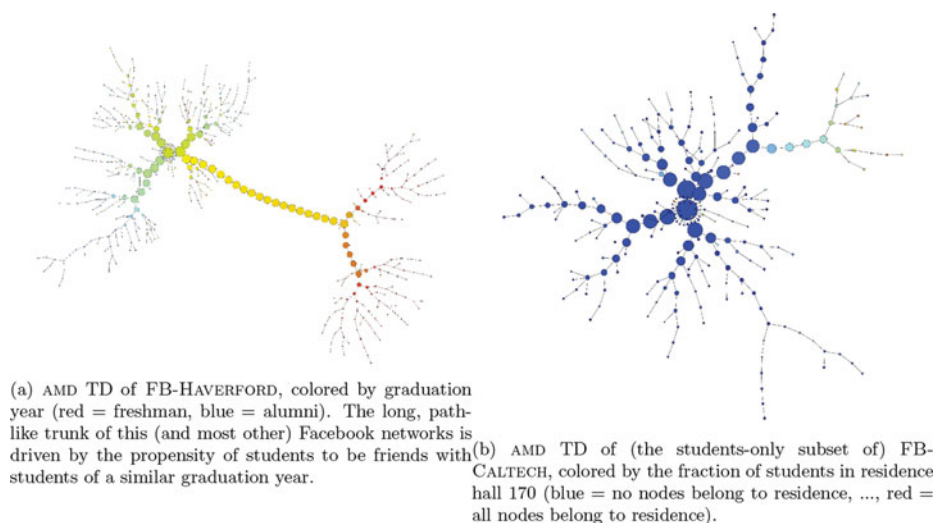 (a) AMD TD of FB-HAVERFORD, colored by graduation
year (red = freshman, blue = alumni). The long, path-
like trunk of this (and most other) Facebook networks is
driven by the propensity of students to be friends with
students of a similar graduation year.
(b) AMD TD of (the students-only subset of) FB-
CALTECH, colored by the fraction of students in residence
hall 170 (blue = no nodes belong to residence, ..., red =
all nodes belong to residence).